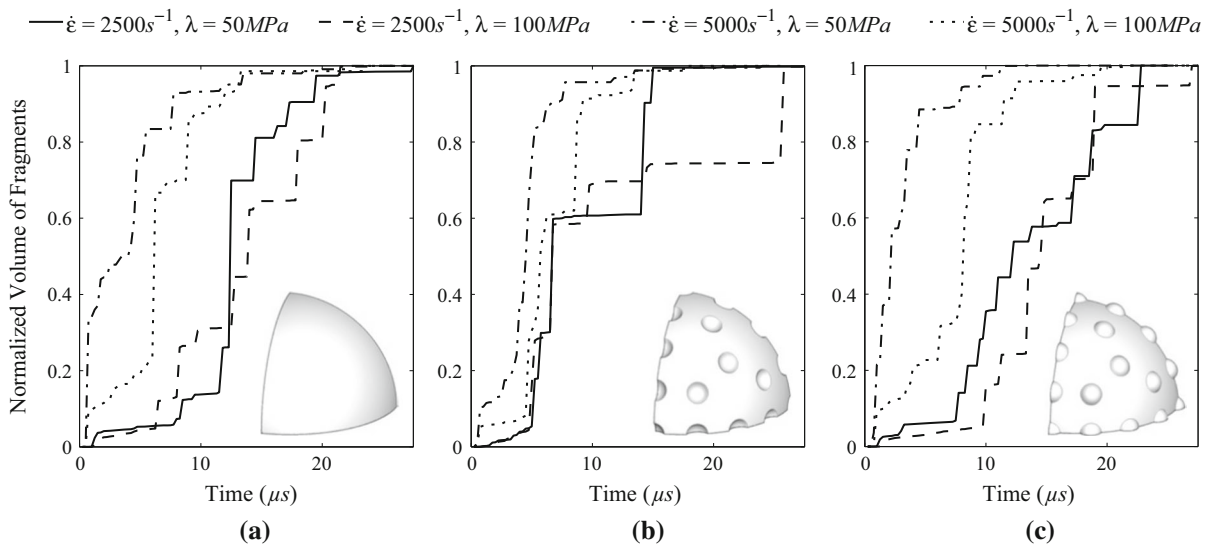 ε̇ = 2500s⁻¹, λ = 50MPa ε̇ = 2500s⁻¹, λ = 100MPa ε̇ = 5000s⁻¹, λ = 50MPa ε̇ = 5000s⁻¹, λ = 100MPa
Normalized Volume of Fragments
1
0.8
0.6
0.4
0.2
0
0 10 20
Time (μs)
(a)
1
0.8
0.6
0.4
0.2
0
0 10 20
Time (μs)
(b)
1
0.8
0.6
0.4
0.2
0
0 10 20
Time (μs)
(c)